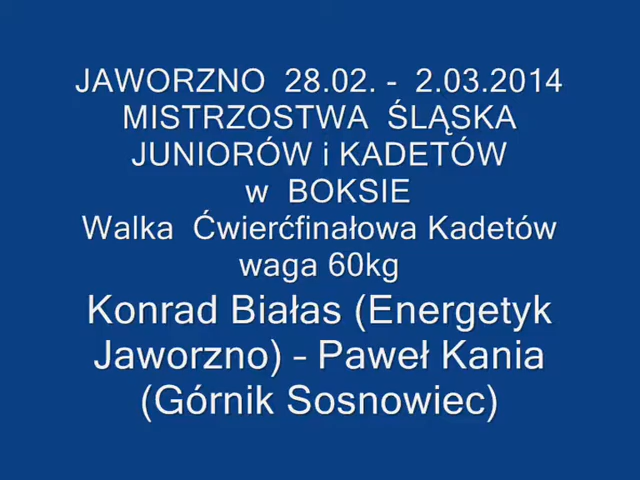 JAWORZNO 28.02. - 2.03.2014
MISTRZOSTWA ŚLĄSKA
JUNIORÓW i KADETÓW
w BOKSIE
Walka Ćwierćfinałowa Kadetów
waga 60kg
Konrad Białas (Energetyk
Jaworzno) – Paweł Kania
(Górnik Sosnowiec)